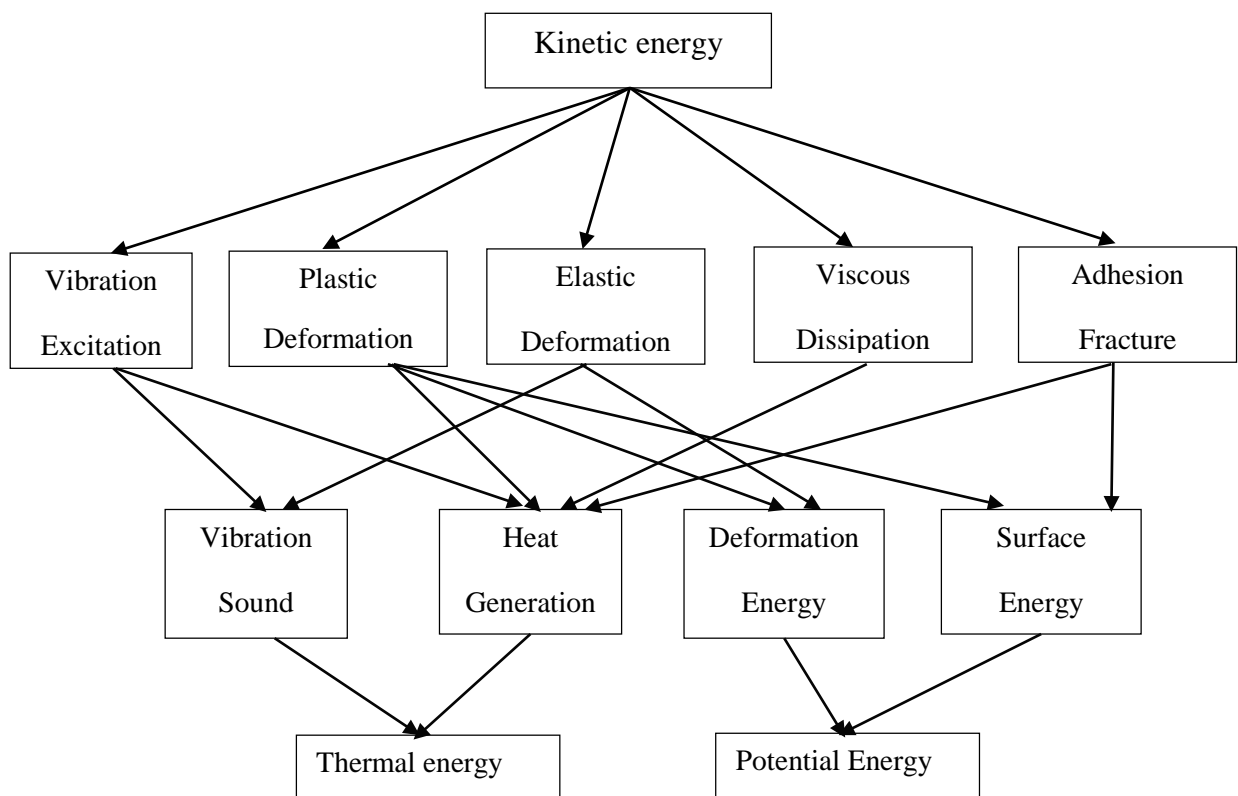 Kinetic energy
Vibration
Excitation
Plastic
Deformation
Elastic
Deformation
Viscous
Dissipation
Adhesion
Fracture
Vibration
Sound
Heat
Generation
Deformation
Energy
Surface
Energy
Thermal energy
Potential Energy